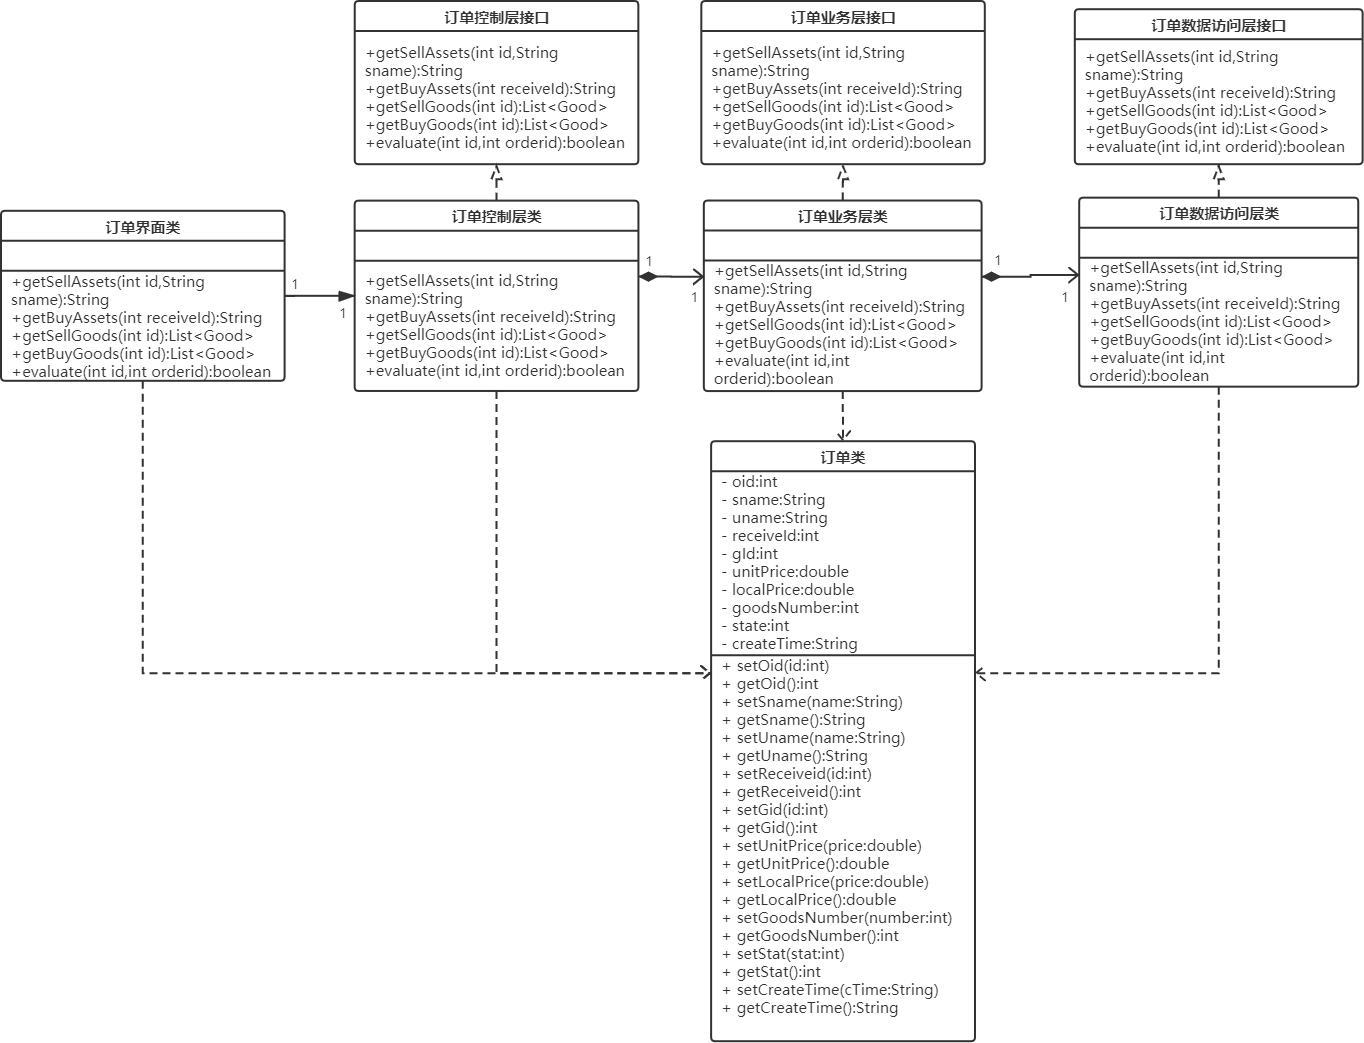 订单控制层接口
+getSellAssets(int id,String
sname):String
+getBuyAssets(int receiveId):String
+getSellGoods(int id):List<Good>
+getBuyGoods(int id):List<Good>
+evaluate(int id,int orderid):boolean
订单业务层接口
+getSellAssets(int id,String
sname):String
+getBuyAssets(int receiveId):String
+getSellGoods(int id):List<Good>
+getBuyGoods(int id):List<Good>
+evaluate(int id,int orderid):boolean
订单数据访问层接口
+getSellAssets(int id,String
sname):String
+getBuyAssets(int receiveId):String
+getSellGoods(int id):List<Good>
+getBuyGoods(int id):List<Good>
+evaluate(int id,int orderid):boolean
订单界面类
+getSellAssets(int id,String
sname):String
+getBuyAssets(int receiveId):String
+getSellGoods(int id):List<Good>
+getBuyGoods(int id):List<Good>
+evaluate(int id,int orderid):boolean
1
1
订单控制层类
+getSellAssets(int id,String
sname):String
+getBuyAssets(int receiveId):String
+getSellGoods(int id):List<Good>
+getBuyGoods(int id):List<Good>
+evaluate(int id,int orderid):boolean
1
1
订单业务层类
+getSellAssets(int id,String
sname):String
+getBuyAssets(int receiveId):String
+getSellGoods(int id):List<Good>
+getBuyGoods(int id):List<Good>
+evaluate(int id,int
orderid):boolean
1
1
订单数据访问层类
+getSellAssets(int id,String
sname):String
+getBuyAssets(int receiveId):String
+getSellGoods(int id):List<Good>
+getBuyGoods(int id):List<Good>
+evaluate(int id,int
orderid):boolean
订单类
- oid:int
- sname:String
- uname:String
- receiveId:int
- gId:int
- unitPrice:double
- localPrice:double
- goodsNumber:int
- state:int
- createTime:String
+ setOid(id:int)
+ getOid():int
+ setSname(name:String)
+ getSname():String
+ setUname(name:String)
+ getUname():String
+ setReceiveid(id:int)
+ getReceiveid():int
+ setGid(id:int)
+ getGid():int
+ setUnitPrice(price:double)
+ getUnitPrice():double
+ setLocalPrice(price:double)
+ getLocalPrice():double
+ setGoodsNumber(number:int)
+ getGoodsNumber():int
+ setStat(stat:int)
+ getStat():int
+ setCreateTime(cTime:String)
+ getCreateTime():String